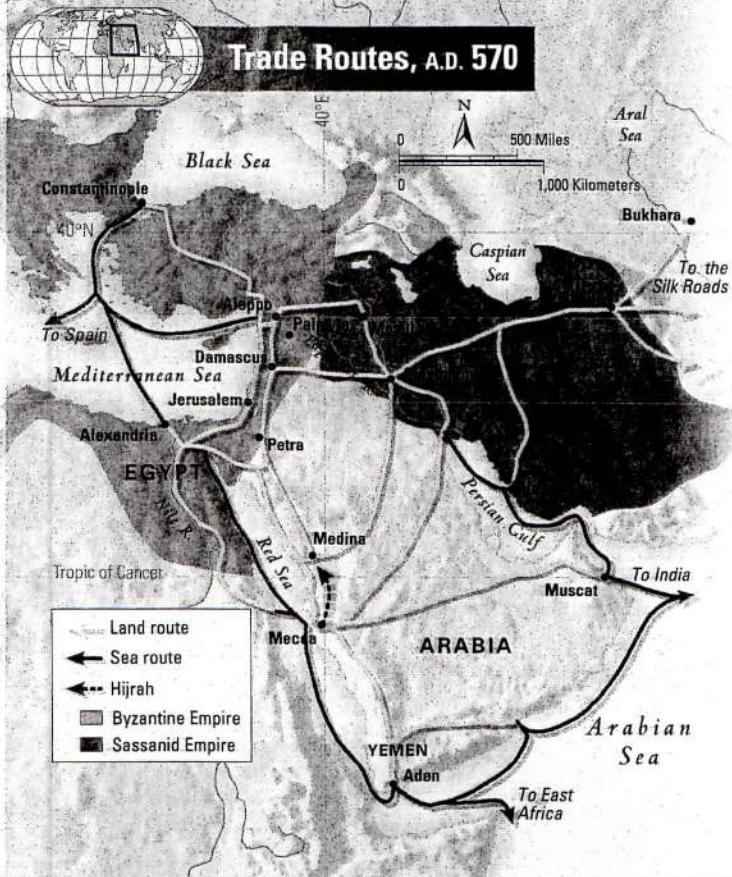 Trade Routes, A.D. 570
40°E
N
0 500 Miles
0 1,000 Kilometers
Aral
Sea
Black Sea
Constantinople
40°N
Bukhara
Caspian
Sea
To the
Silk Roads
Aleppo
To Spain
Damascus
Mediterranean Sea
Jerusalem
Alexandria
Petra
EGYPT
Nile R.
Persian Gulf
Medina
Red Sea
Tropic of Cancer
To India
Muscat
Mecca
ARABIA
Land route
Sea route
Hijrah
Byzantine Empire
Sassanid Empire
Arabian
Sea
YEMEN
Aden
To East
Africa